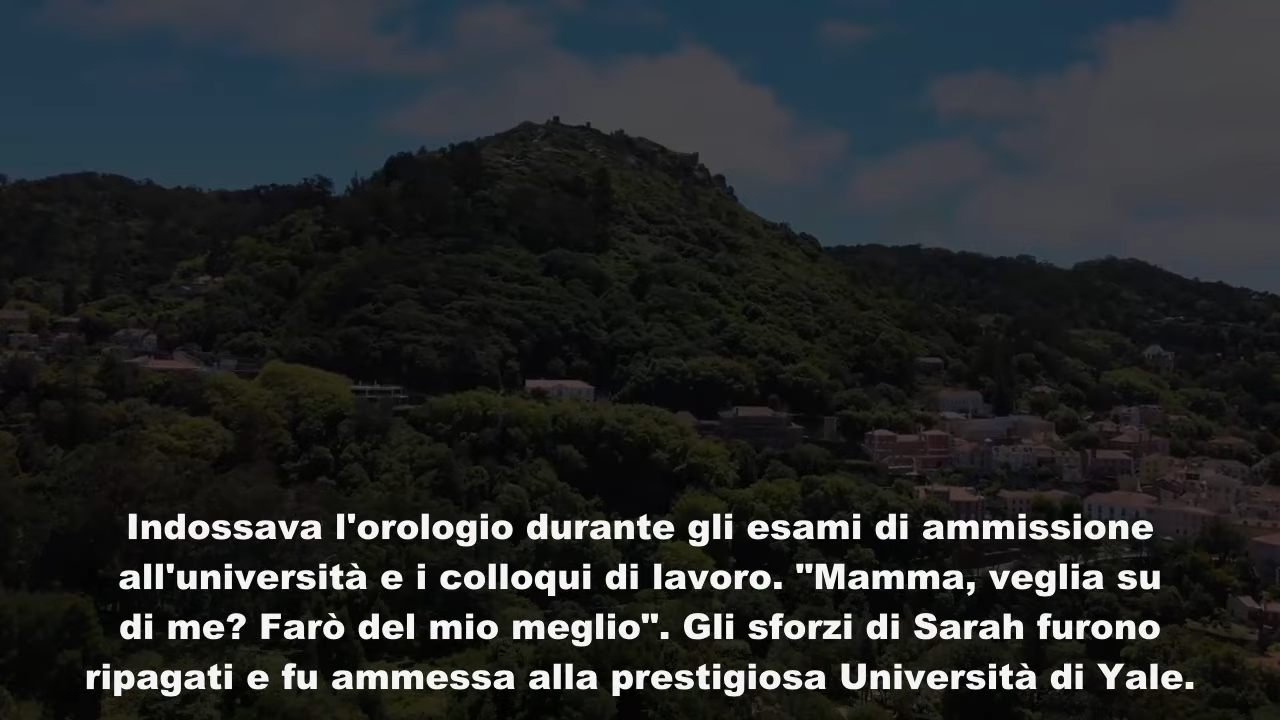 Indossava l'orologio durante gli esami di ammissione
all'università e i colloqui di lavoro. "Mamma, veglia su
di me? Farò del mio meglio". Gli sforzi di Sarah furono
ripagati e fu ammessa alla prestigiosa Università di Yale.